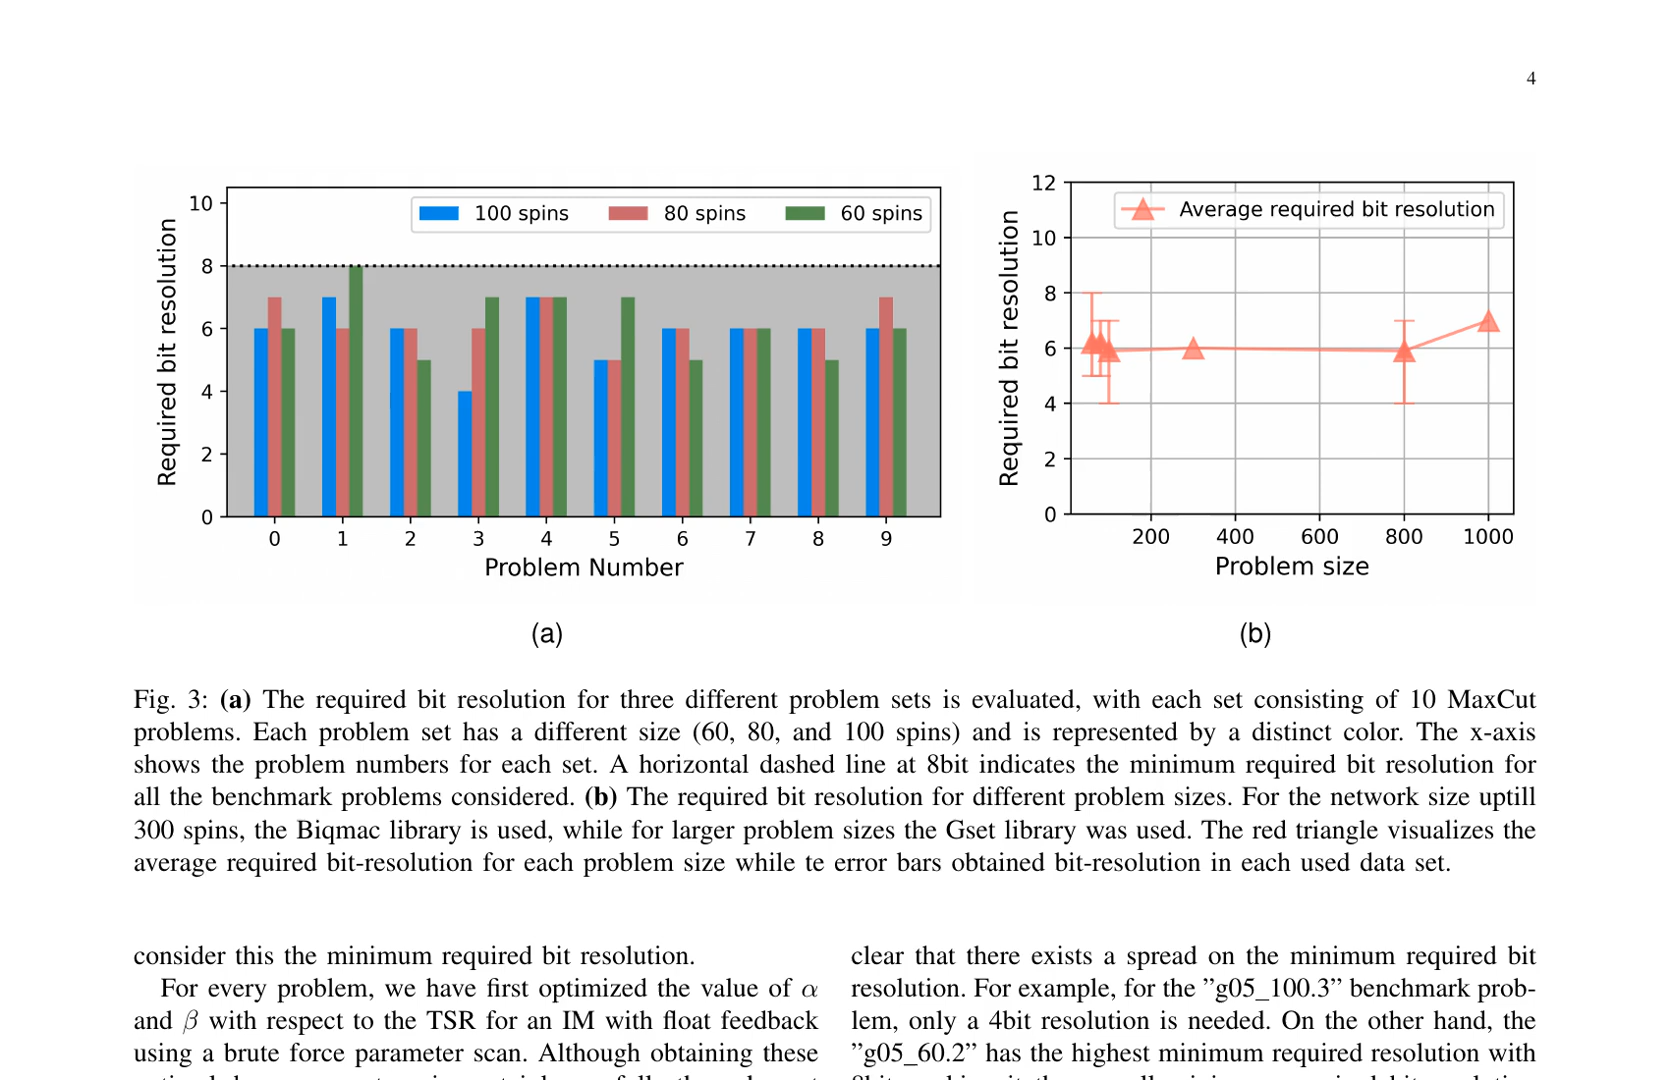 4
10
8
6
4
2
0
Required bit resolution
100 spins 80 spins 60 spins
0 1 2 3 4 5 6 7 8 9
Problem Number
(a)
12
10
8
6
4
2
0
Required bit resolution
Average required bit resolution
200 400 600 800 1000
Problem size
(b)
Fig. 3: (a) The required bit resolution for three different problem sets is evaluated, with each set consisting of 10 MaxCut
problems. Each problem set has a different size (60, 80, and 100 spins) and is represented by a distinct color. The x-axis
shows the problem numbers for each set. A horizontal dashed line at 8bit indicates the minimum required bit resolution for
all the benchmark problems considered. (b) The required bit resolution for different problem sizes. For the network size uptill
300 spins, the Biqmac library is used, while for larger problem sizes the Gset library was used. The red triangle visualizes the
average required bit-resolution for each problem size while te error bars obtained bit-resolution in each used data set.
consider this the minimum required bit resolution.
For every problem, we have first optimized the value of α
and β with respect to the TSR for an IM with float feedback
using a brute force parameter scan. Although obtaining these
clear that there exists a spread on the minimum required bit
resolution. For example, for the "g05_100.3" benchmark prob-
lem, only a 4bit resolution is needed. On the other hand, the
"g05_60.2" has the highest minimum required resolution with